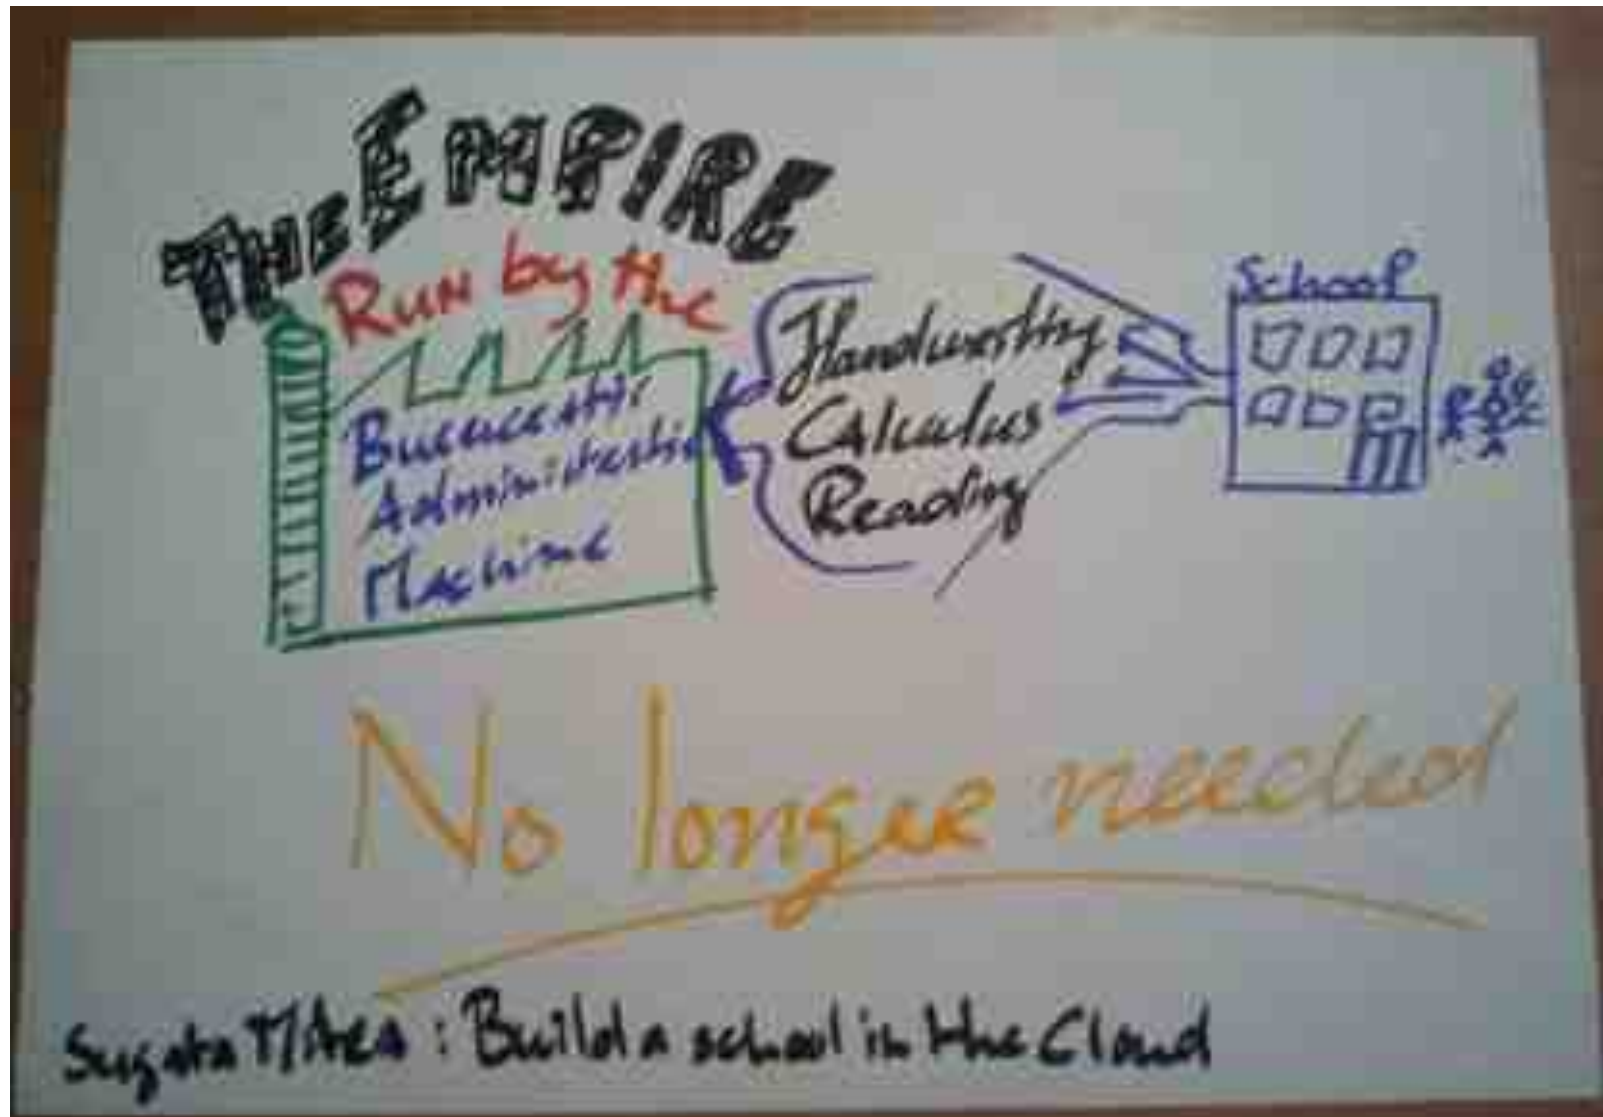 THE EMPIRE
Run by the
Administratic
Machine
Handwriting
Calculus
Reading
School
No longer needed
Sugata Mitra : Build a school in the Cloud